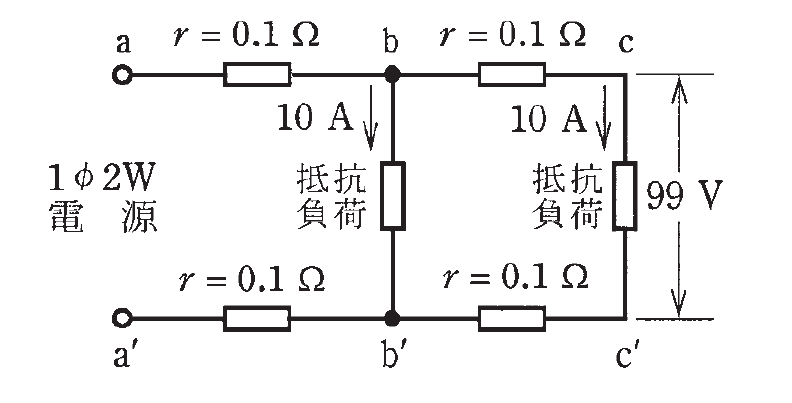 a r = 0.1 Ω b r = 0.1 Ω c
10 A 10 A
1φ2W 抵抗 抵抗 99 V
電 源 負荷 負荷
r = 0.1 Ω r = 0.1 Ω
a′ b′ c′